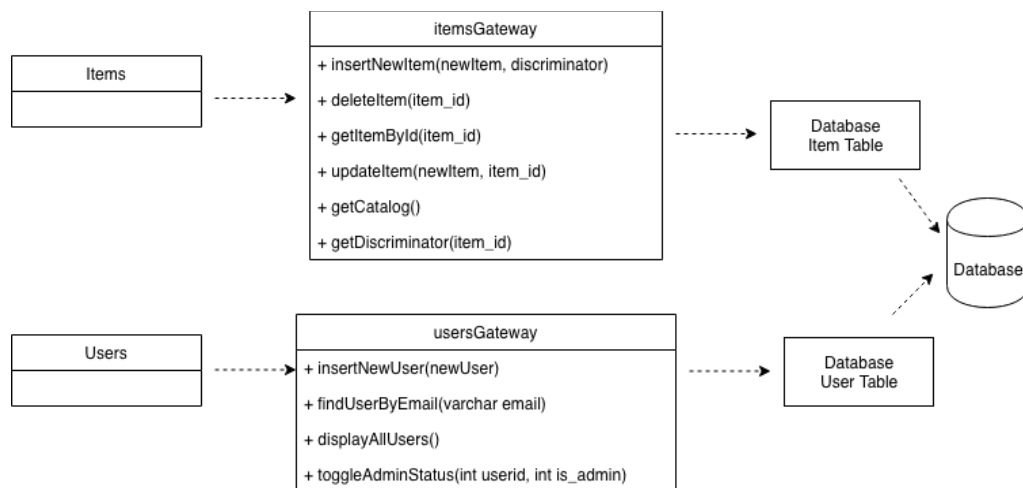 itemsGateway
Items
+ insertNewItem(newItem, discriminator)
+ deleteItem(item_id)
+ getItemById(item_id)
+ updateItem(newItem, item_id)
+ getCatalog()
+ getDiscriminator(item_id)
Database
Item Table
Database
usersGateway
Users
+ insertNewUser(newUser)
+ findUserByEmail(varchar email)
+ displayAllUsers()
+ toggleAdminStatus(int userid, int is_admin)
Database
User Table